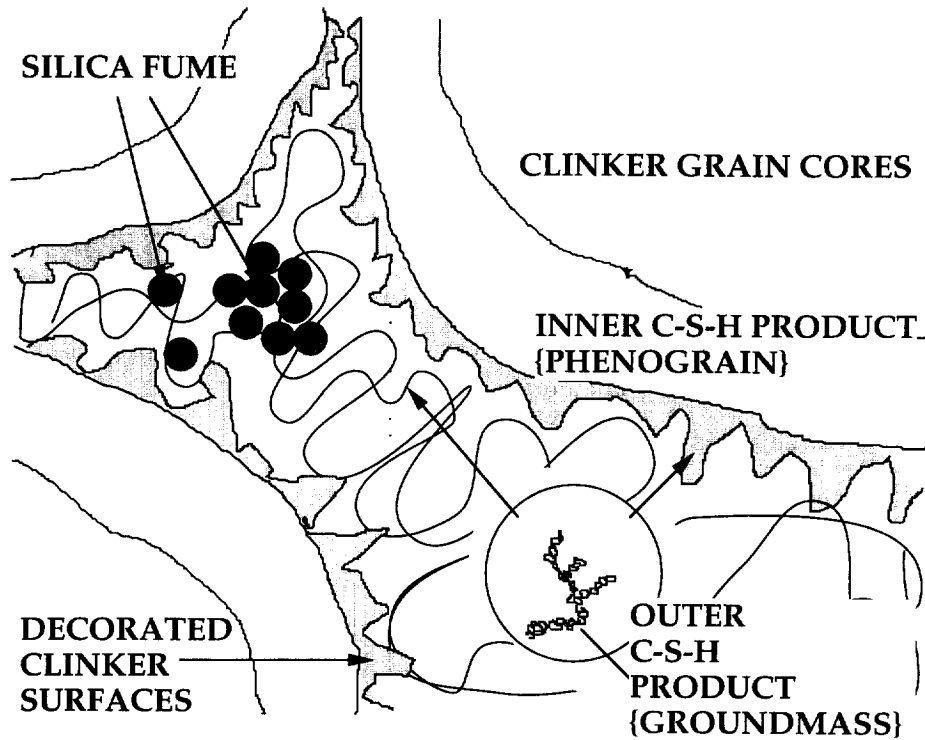 SILICA FUME
CLINKER GRAIN CORES
INNER C-S-H PRODUCT
{PHENOGRAIN}
DECORATED
CLINKER
SURFACES
OUTER
C-S-H
PRODUCT
{GROUNDMASS}